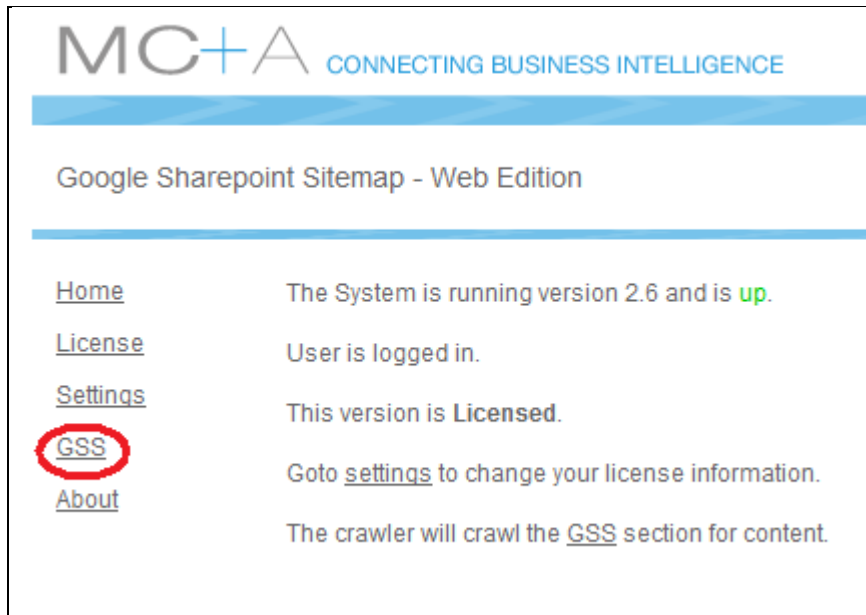 MC+A CONNECTING BUSINESS INTELLIGENCE
Google Sharepoint Sitemap - Web Edition
Home
License
Settings
GSS
About
The System is running version 2.6 and is up.
User is logged in.
This version is Licensed.
Goto settings to change your license information.
The crawler will crawl the GSS section for content.